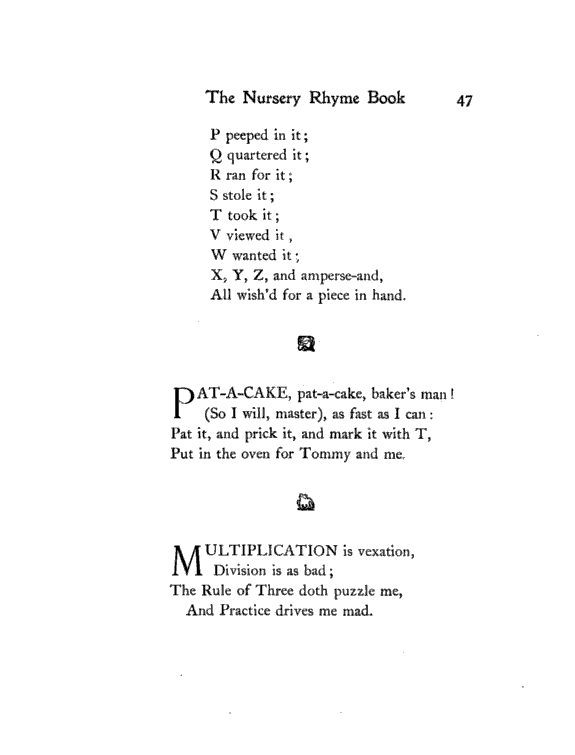 The Nursery Rhyme Book 47
P peeped in it;
Q quartered it;
R ran for it;
S stole it;
T took it;
V viewed it,
W wanted it;
X, Y, Z, and amperse-and,
All wish'd for a piece in hand.
PAT-A-CAKE, pat-a-cake, baker's man!
(So I will, master), as fast as I can:
Pat it, and prick it, and mark it with T,
Put in the oven for Tommy and me.
MULTIPLICATION is vexation,
Division is as bad;
The Rule of Three doth puzzle me,
And Practice drives me mad.